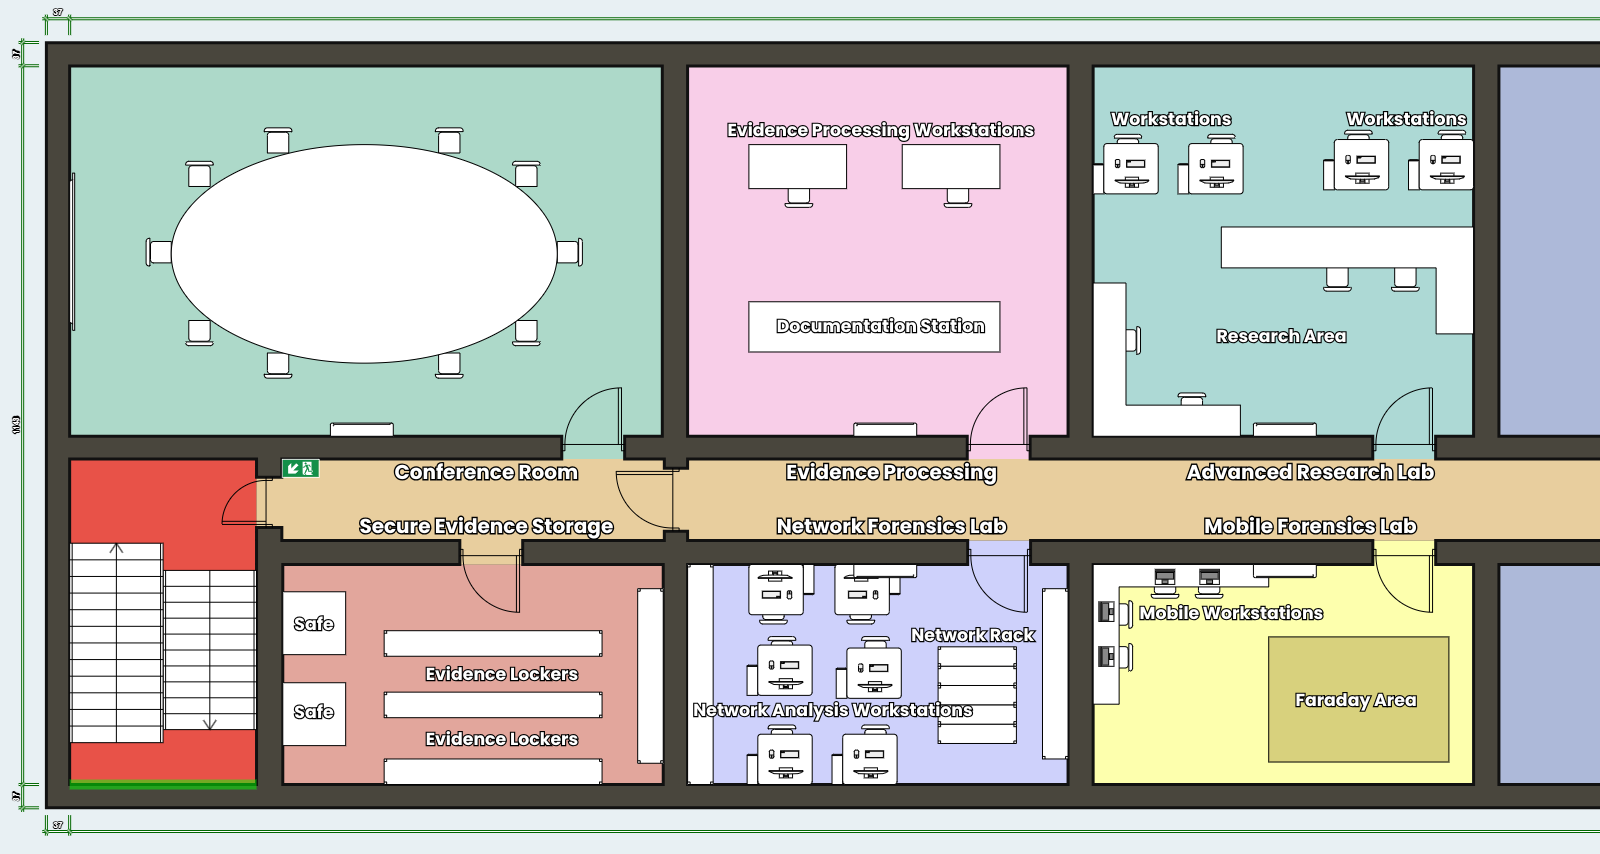 37
37
Evidence Processing Workstations
Workstations
Workstations
Documentation Station
Research Area
Conference Room
Evidence Processing
Advanced Research Lab
Secure Evidence Storage
Network Forensics Lab
Mobile Forensics Lab
Safe
Evidence Lockers
Network Rack
Mobile Workstations
Safe
Evidence Lockers
Network Analysis Workstations
Faraday Area
37
37